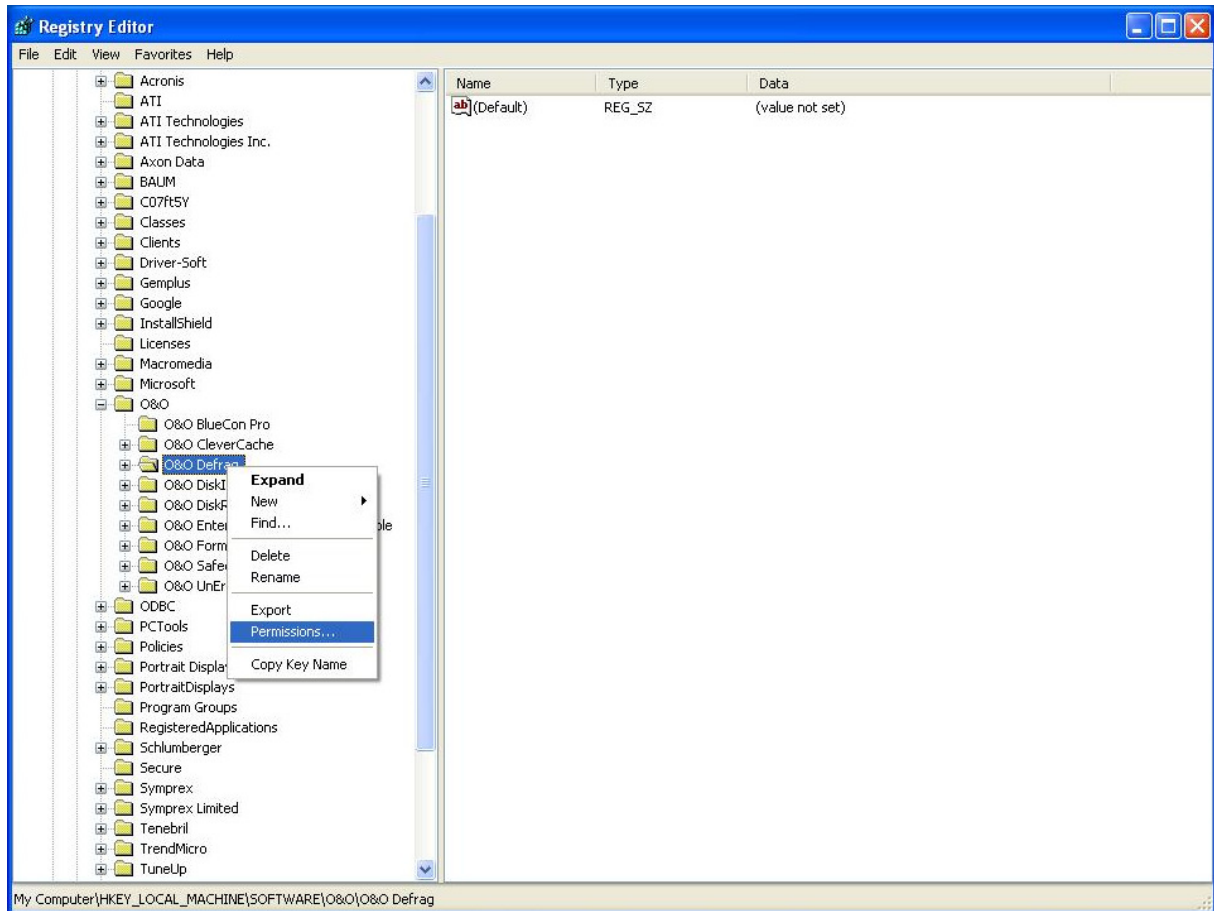 Registry Editor
File Edit View Favorites Help
Acronis
ATI
ATI Technologies
ATI Technologies Inc.
Axon Data
BAUM
C07ft5Y
Classes
Clients
Driver-Soft
Gemplus
Google
InstallShield
Licenses
Macromedia
Microsoft
O&O
O&O BlueCon Pro
O&O CleverCache
O&O Defrag
O&O DiskI
O&O DiskR
O&O Enter ple
O&O Form
O&O Safe
O&O UnEr
ODBC
PCTools
Policies
Portrait Displa
PortraitDisplays
Program Groups
RegisteredApplications
Schlumberger
Secure
Symprex
Symprex Limited
Tenebril
TrendMicro
TuneUp
Expand
New
Find...
Delete
Rename
Export
Permissions...
Copy Key Name
Name Type Data
ab (Default) REG_SZ (value not set)
My Computer\HKEY_LOCAL_MACHINE\SOFTWARE\O&O\O&O Defrag